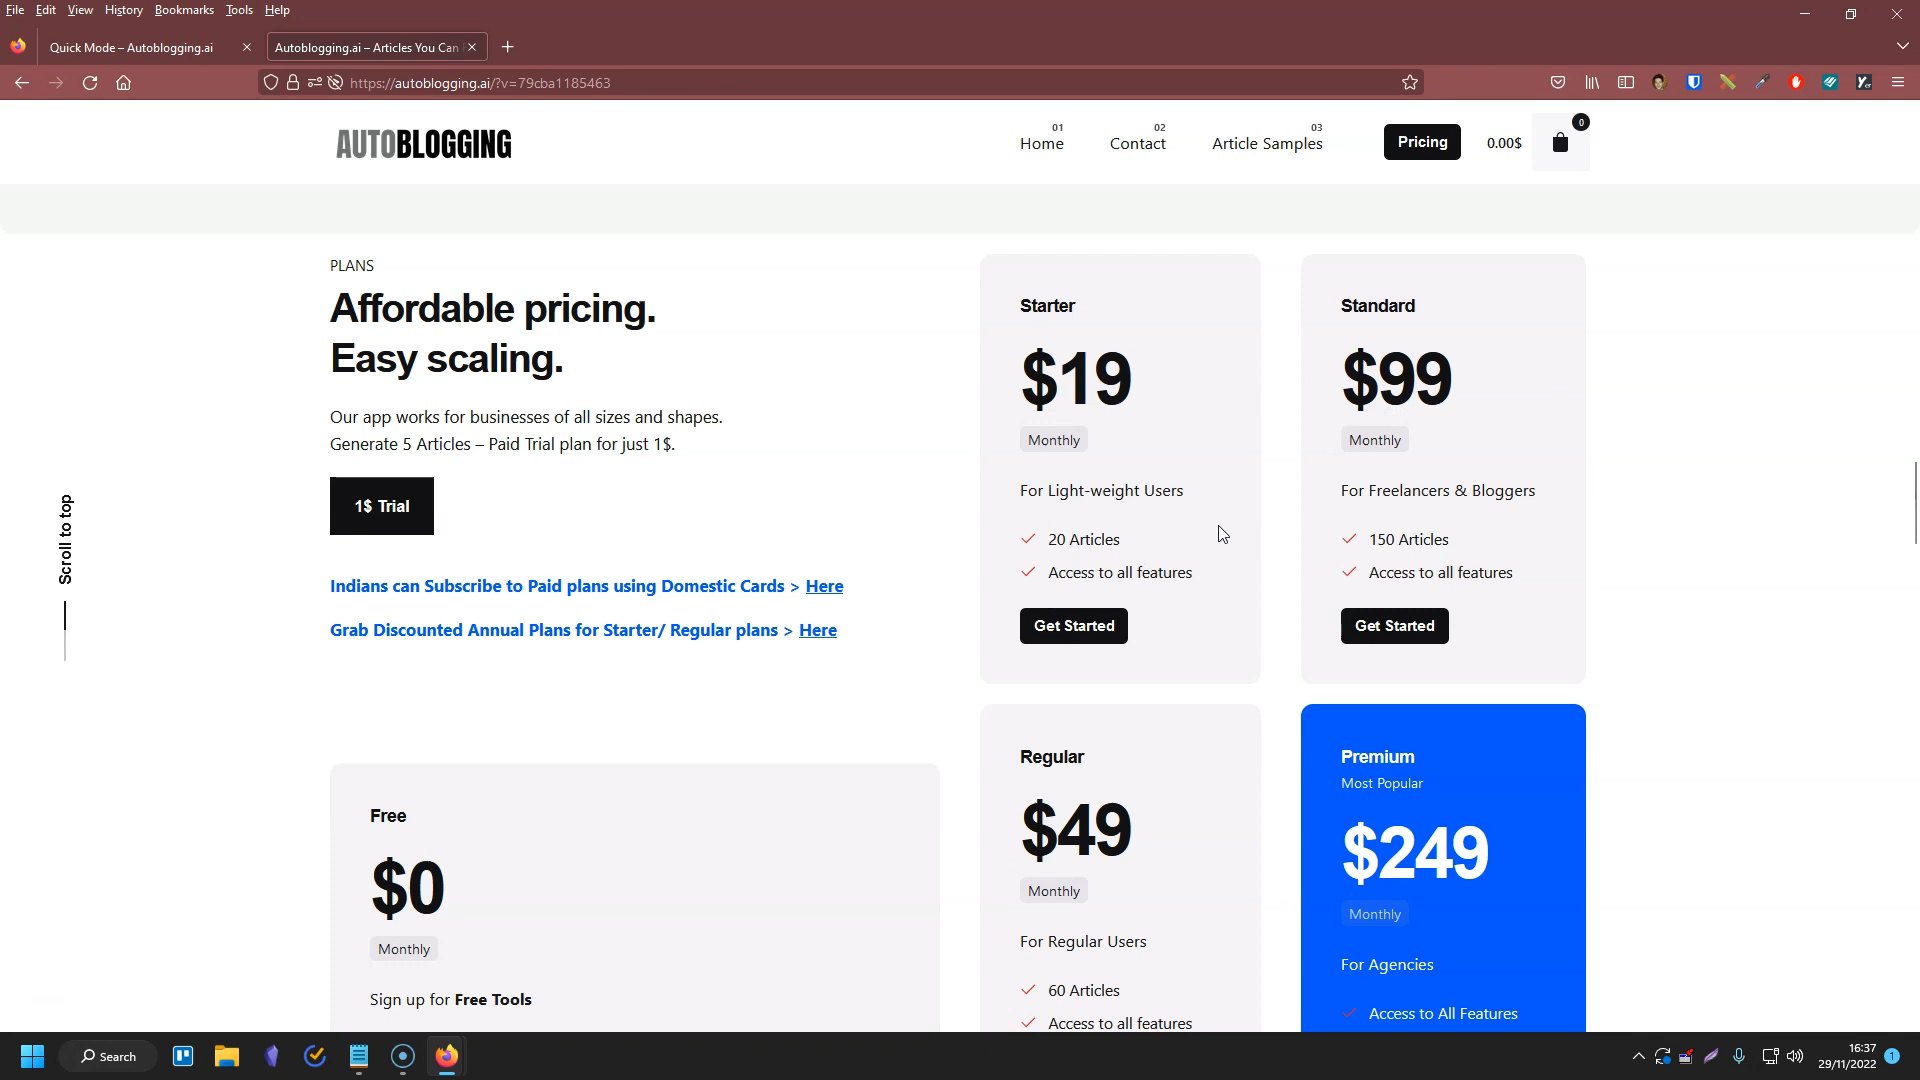 File Edit View History Bookmarks Tools Help
Quick Mode – Autoblogging.ai
Autoblogging.ai – Articles You Can
https://autoblogging.ai/?v=79cba1185463
AUTOBLOGGING
01
Home
02
Contact
03
Article Samples
Pricing
0.00$
0
PLANS
Affordable pricing.
Easy scaling.
Our app works for businesses of all sizes and shapes.
Generate 5 Articles – Paid Trial plan for just 1$.
1$ Trial
Indians can Subscribe to Paid plans using Domestic Cards > Here
Grab Discounted Annual Plans for Starter/ Regular plans > Here
Scroll to top
Free
$0
Monthly
Sign up for Free Tools
Starter
$19
Monthly
For Light-weight Users
20 Articles
Access to all features
Get Started
Standard
$99
Monthly
For Freelancers & Bloggers
150 Articles
Access to all features
Get Started
Regular
$49
Monthly
For Regular Users
60 Articles
Access to all features
Premium
Most Popular
$249
Monthly
For Agencies
Access to All Features
Search
16:37
29/11/2022
1